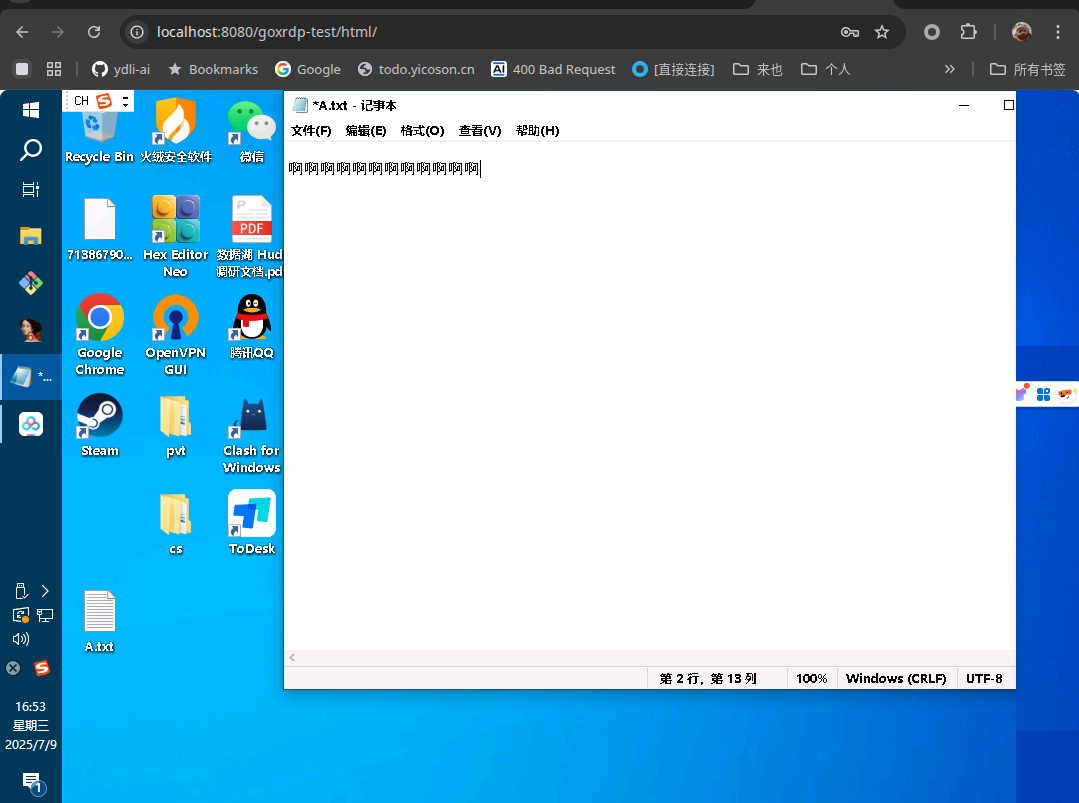 localhost:8080/goxrdp-test/html/
ydli-ai
Bookmarks
Google
todo.yicoson.cn
AI
400 Bad Request
[直接连接]
来也
个人
所有书签
CH
*A.txt - 记事本
文件(F) 编辑(E) 格式(O) 查看(V) 帮助(H)
啊啊啊啊啊啊啊啊啊啊啊啊
Recycle Bin
火绒安全软件
微信
71386790...
Hex Editor
Neo
PDF
数据湖 Hud
调研文档.pd
Google
Chrome
OpenVPN
GUI
腾讯QQ
*...
Steam
pvt
Clash for
Windows
cs
ToDesk
A.txt
第 2 行，第 13 列
100%
Windows (CRLF)
UTF-8
16:53
星期三
2025/7/9
1